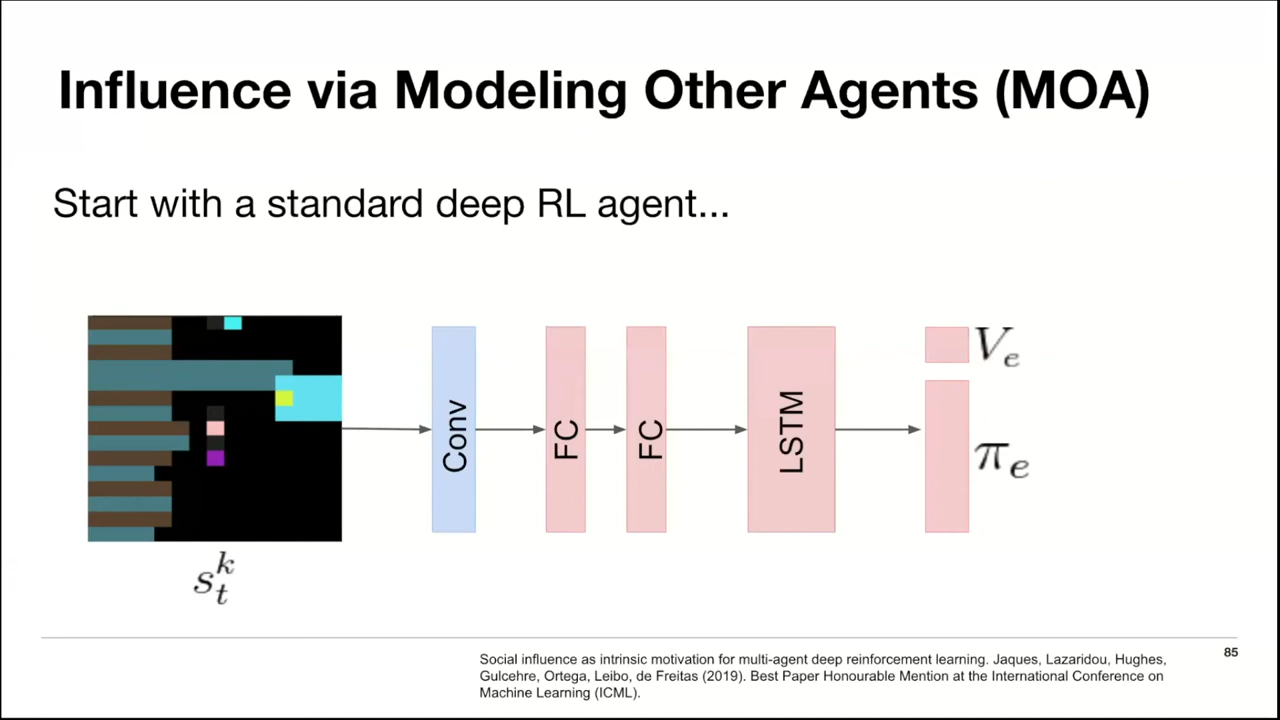 Influence via Modeling Other Agents (MOA)
Start with a standard deep RL agent...
Conv
FC
FC
LSTM
V_e
π_e
s_t^k
Social influence as intrinsic motivation for multi-agent deep reinforcement learning. Jaques, Lazaridou, Hughes,
Gulcehre, Ortega, Leibo, de Freitas (2019). Best Paper Honourable Mention at the International Conference on
Machine Learning (ICML).
85